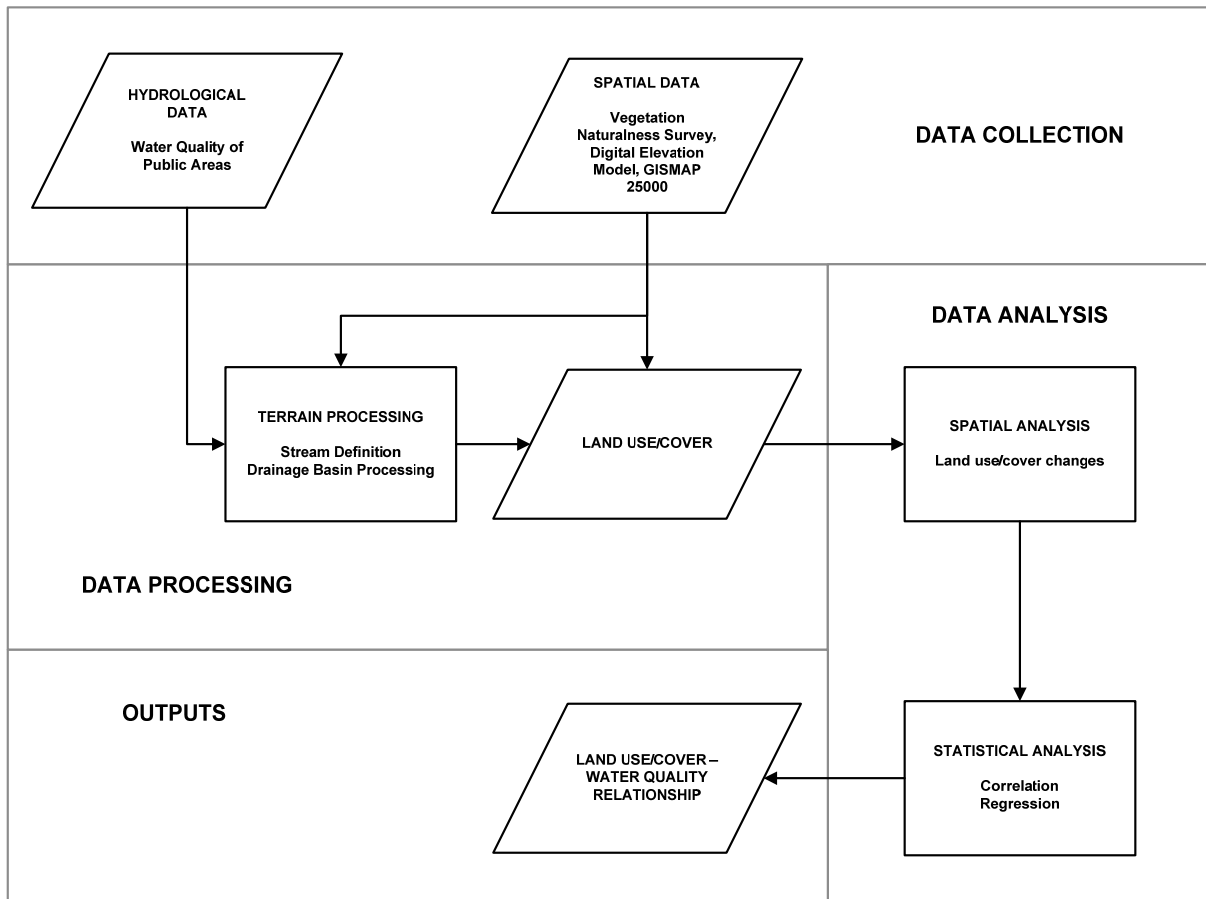 HYDROLOGICAL
DATA
Water Quality of
Public Areas
SPATIAL DATA
Vegetation
Naturalness Survey,
Digital Elevation
Model, GISMAP
25000
DATA COLLECTION
TERRAIN PROCESSING
Stream Definition
Drainage Basin Processing
LAND USE/COVER
DATA PROCESSING
DATA ANALYSIS
SPATIAL ANALYSIS
Land use/cover changes
STATISTICAL ANALYSIS
Correlation
Regression
OUTPUTS
LAND USE/COVER –
WATER QUALITY
RELATIONSHIP